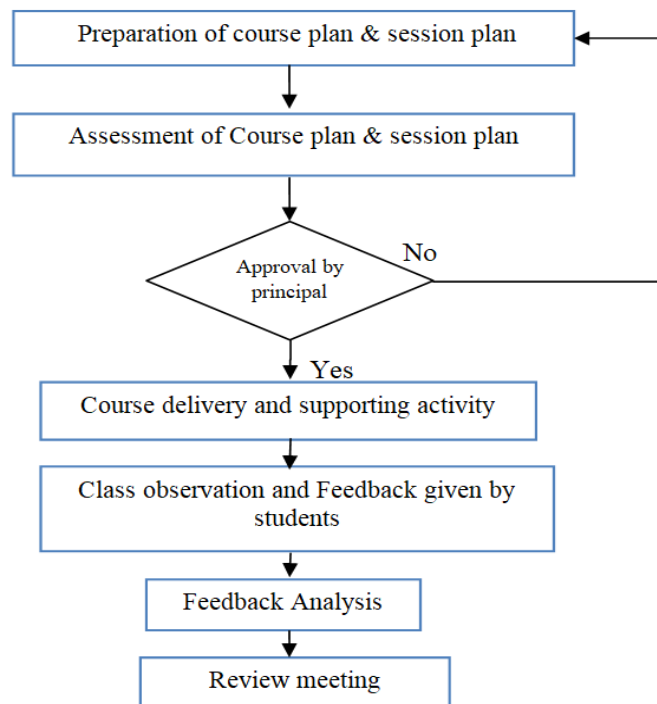 Preparation of course plan & session plan
Assessment of Course plan & session plan
No
Approval by
principal
Yes
Course delivery and supporting activity
Class observation and Feedback given by
students
Feedback Analysis
Review meeting